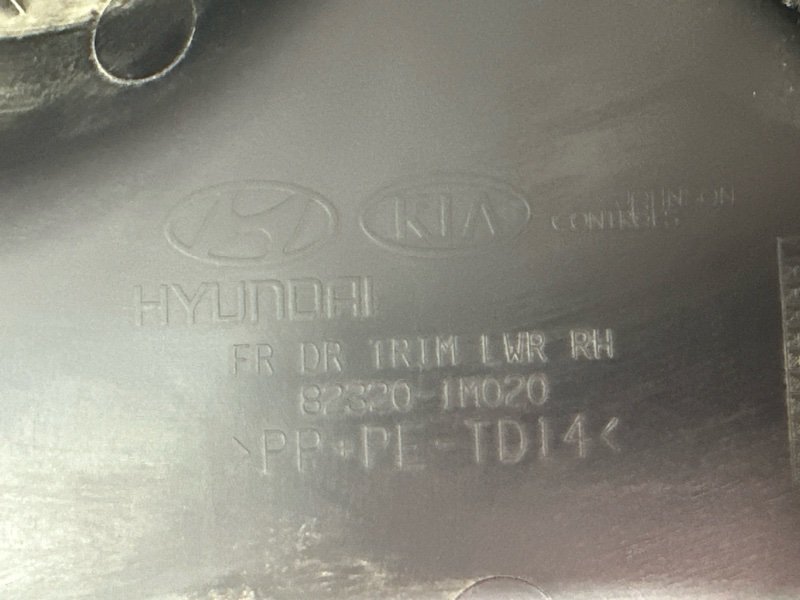 KIA
JOHNSON
CONTROLS
HYUNDAI
FR DR TRIM LWR RH
82320-1M020
>PP+PE-TD14<